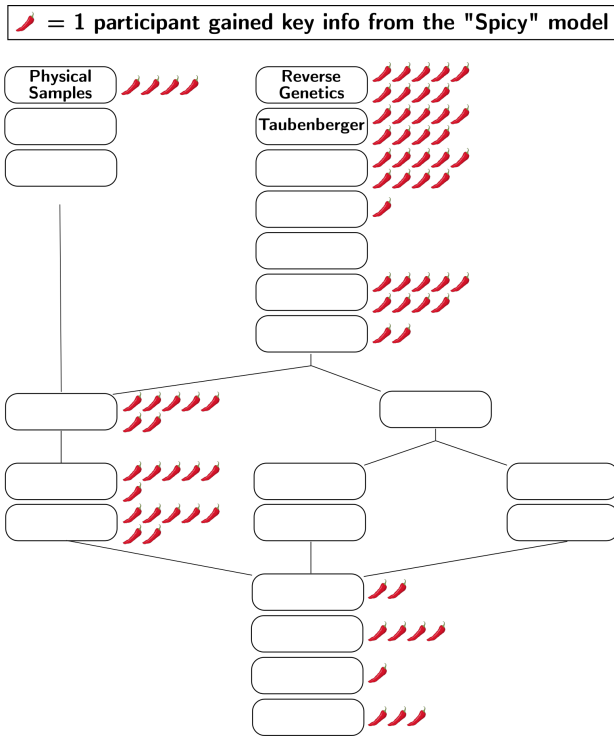 = 1 participant gained key info from the "Spicy" model
Physical
Samples
Reverse
Genetics
Taubenberger